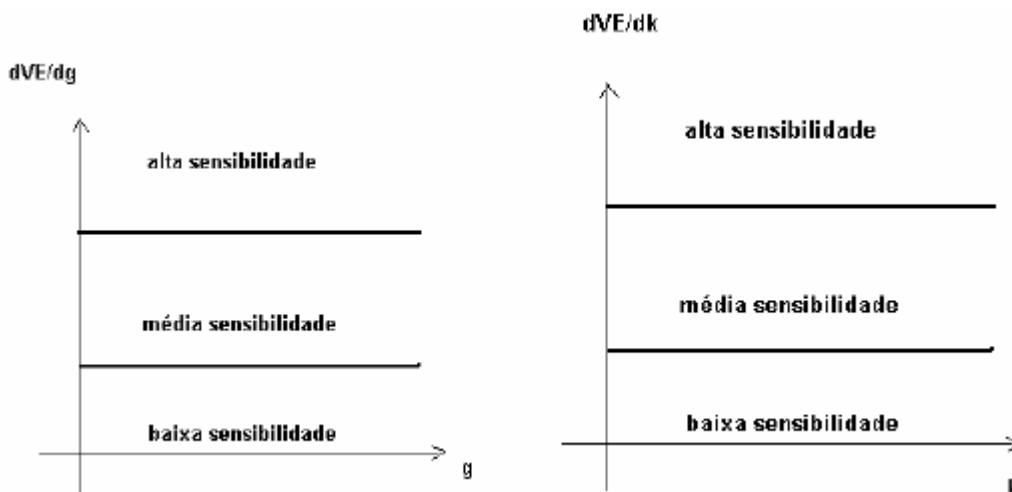 dVE/dg
alta sensibilidade
média sensibilidade
baixa sensibilidade
g
dVE/dk
alta sensibilidade
média sensibilidade
baixa sensibilidade